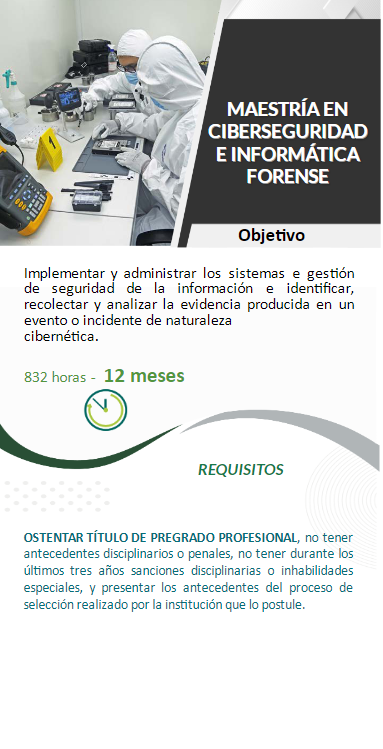 1
MAESTRÍA EN
CIBERSEGURIDAD
E INFORMÁTICA
FORENSE
Objetivo
Implementar y administrar los sistemas e gestión
de seguridad de la información e identificar,
recolectar y analizar la evidencia producida en un
evento o incidente de naturaleza
cibernética.
832 horas - 12 meses
REQUISITOS
OSTENTAR TÍTULO DE PREGRADO PROFESIONAL, no tener
antecedentes disciplinarios o penales, no tener durante los
últimos tres años sanciones disciplinarias o inhabilidades
especiales, y presentar los antecedentes del proceso de
selección realizado por la institución que lo postule.